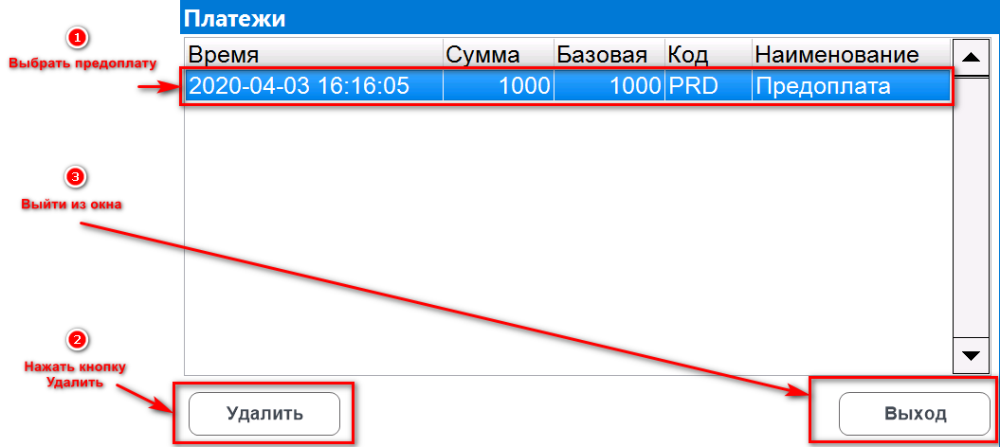 Платежи
1
Выбрать предоплату
Время Сумма Базовая Код Наименование
2020-04-03 16:16:05 1000 1000 PRD Предоплата
3
Выйти из окна
2
Нажать кнопку
Удалить
Удалить
Выход